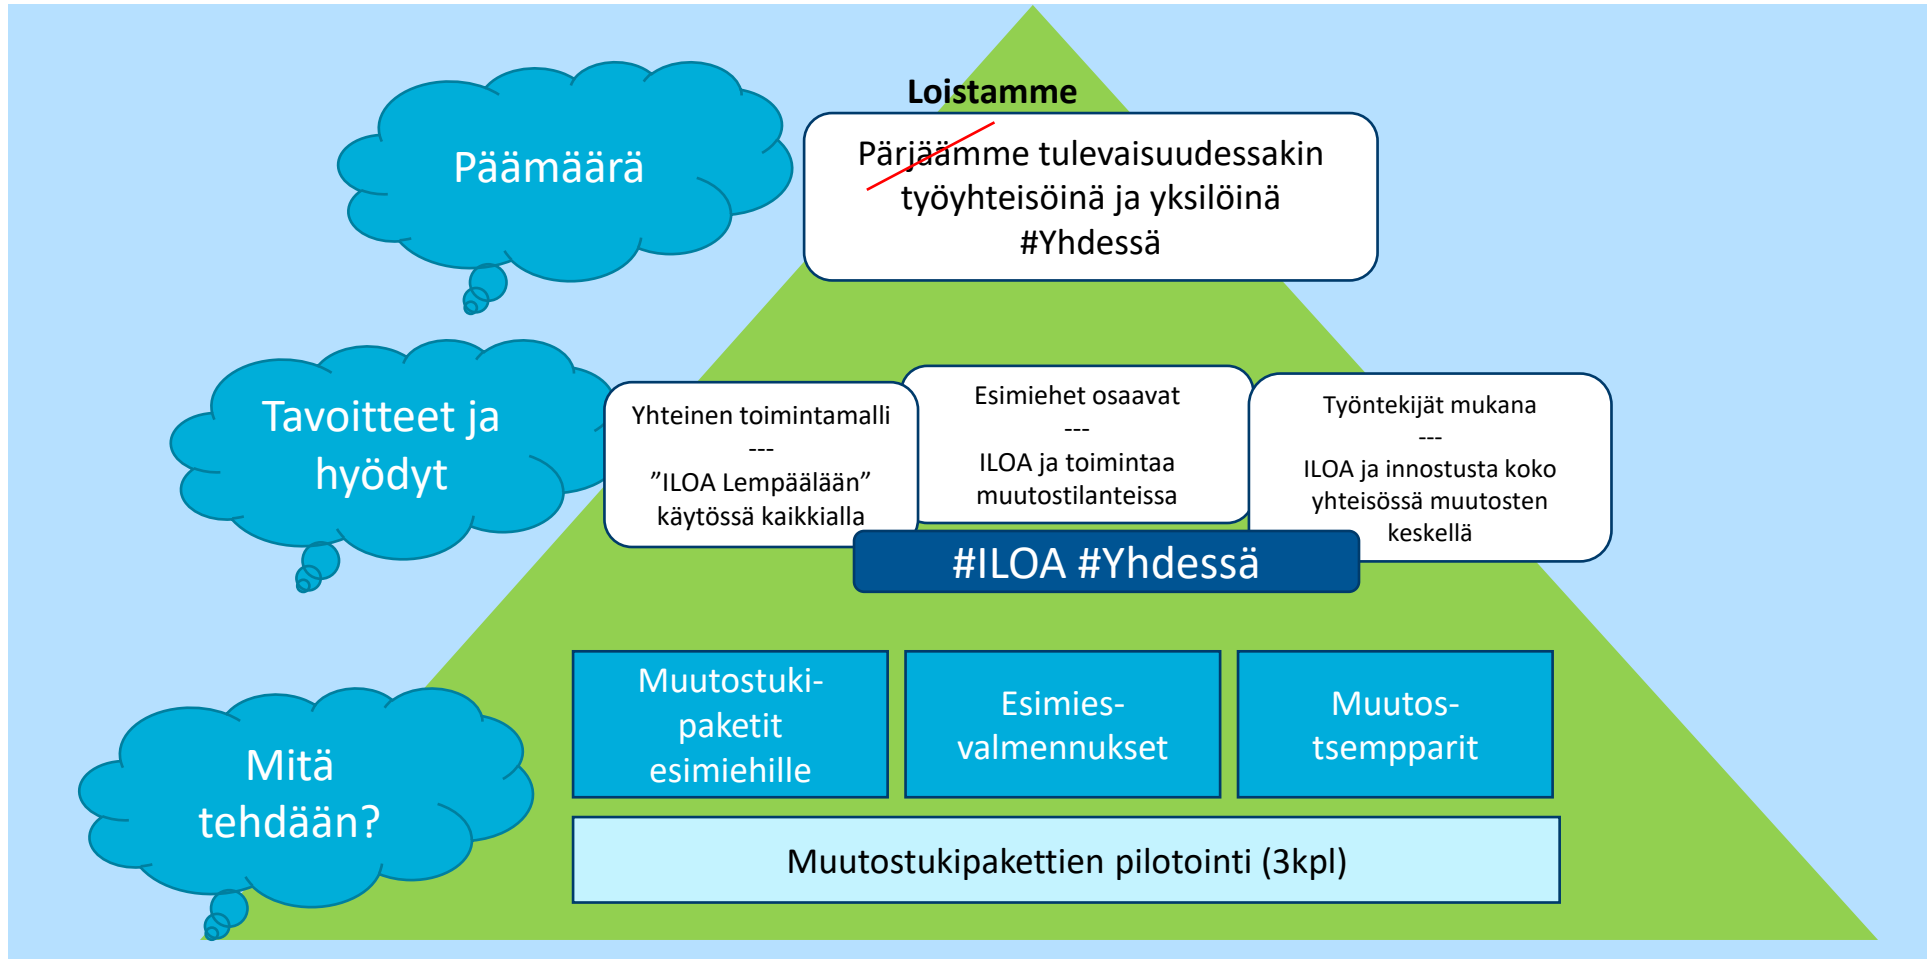 Päämäärä
Loistamme
Pärjäämme tulevaisuudessakin
työyhteisöinä ja yksilöinä
#Yhdessä
Tavoitteet ja
hyödyt
Yhteinen toimintamalli
---
”ILOA Lempäälään”
käytössä kaikkialla
Esimiehet osaavat
---
ILOA ja toimintaa
muutostilanteissa
Työntekijät mukana
---
ILOA ja innostusta koko
yhteisössä muutosten
keskellä
#ILOA #Yhdessä
Mitä
tehdään?
Muutostuki-
paketit
esimiehille
Esimies-
valmennukset
Muutos-
tsempparit
Muutostukipakettien pilotointi (3kpl)